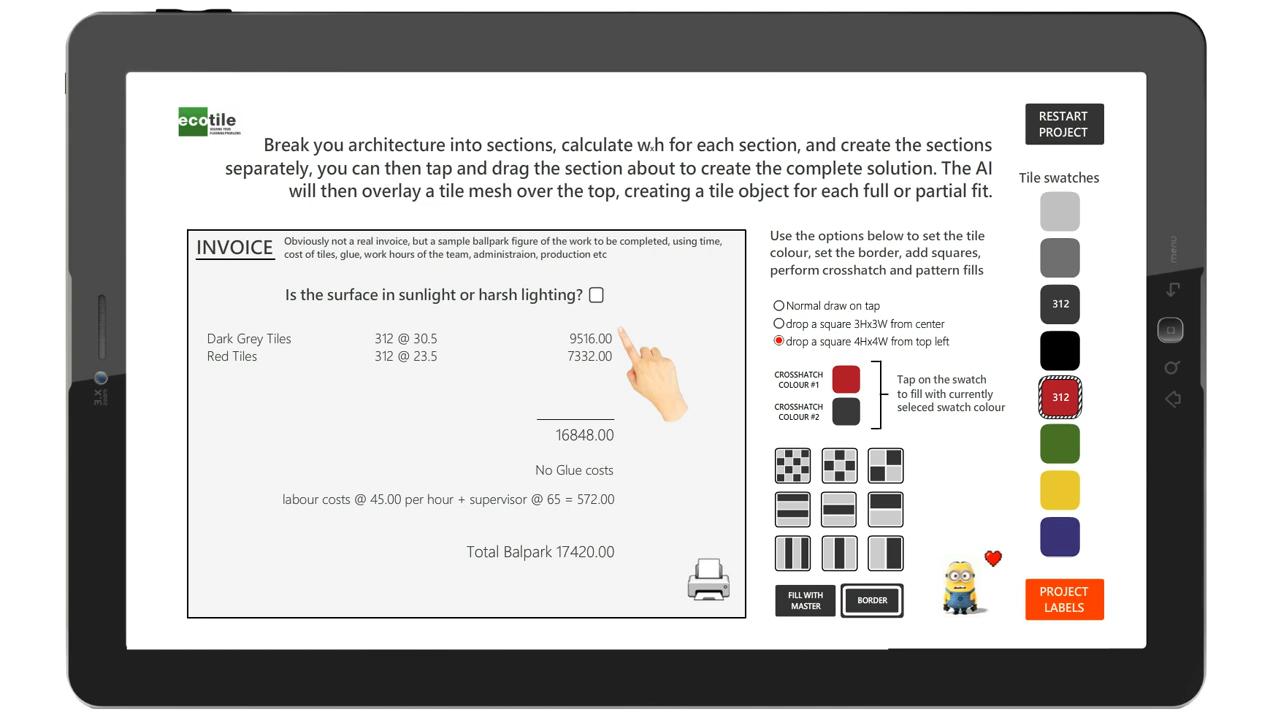 ecotile
RESTART
PROJECT
Break you architecture into sections, calculate wxh for each section, and create the sections
separately, you can then tap and drag the section about to create the complete solution. The AI
will then overlay a tile mesh over the top, creating a tile object for each full or partial fit.
Tile swatches
312
312
INVOICE
Obviously not a real invoice, but a sample ballpark figure of the work to be completed, using time,
cost of tiles, glue, work hours of the team, administraion, production etc
Is the surface in sunlight or harsh lighting?
Dark Grey Tiles 312 @ 30.5 9516.00
Red Tiles 312 @ 23.5 7332.00
16848.00
No Glue costs
labour costs @ 45.00 per hour + supervisor @ 65 = 572.00
Total Balpark 17420.00
Use the options below to set the tile
colour, set the border, add squares,
perform crosshatch and pattern fills
Normal draw on tap
drop a square 3Hx3W from center
drop a square 4Hx4W from top left
CROSSHATCH
COLOUR #1
CROSSHATCH
COLOUR #2
Tap on the swatch
to fill with currently
seleced swatch colour
FILL WITH
MASTER
BORDER
PROJECT
LABELS
menu
3.X
zoom